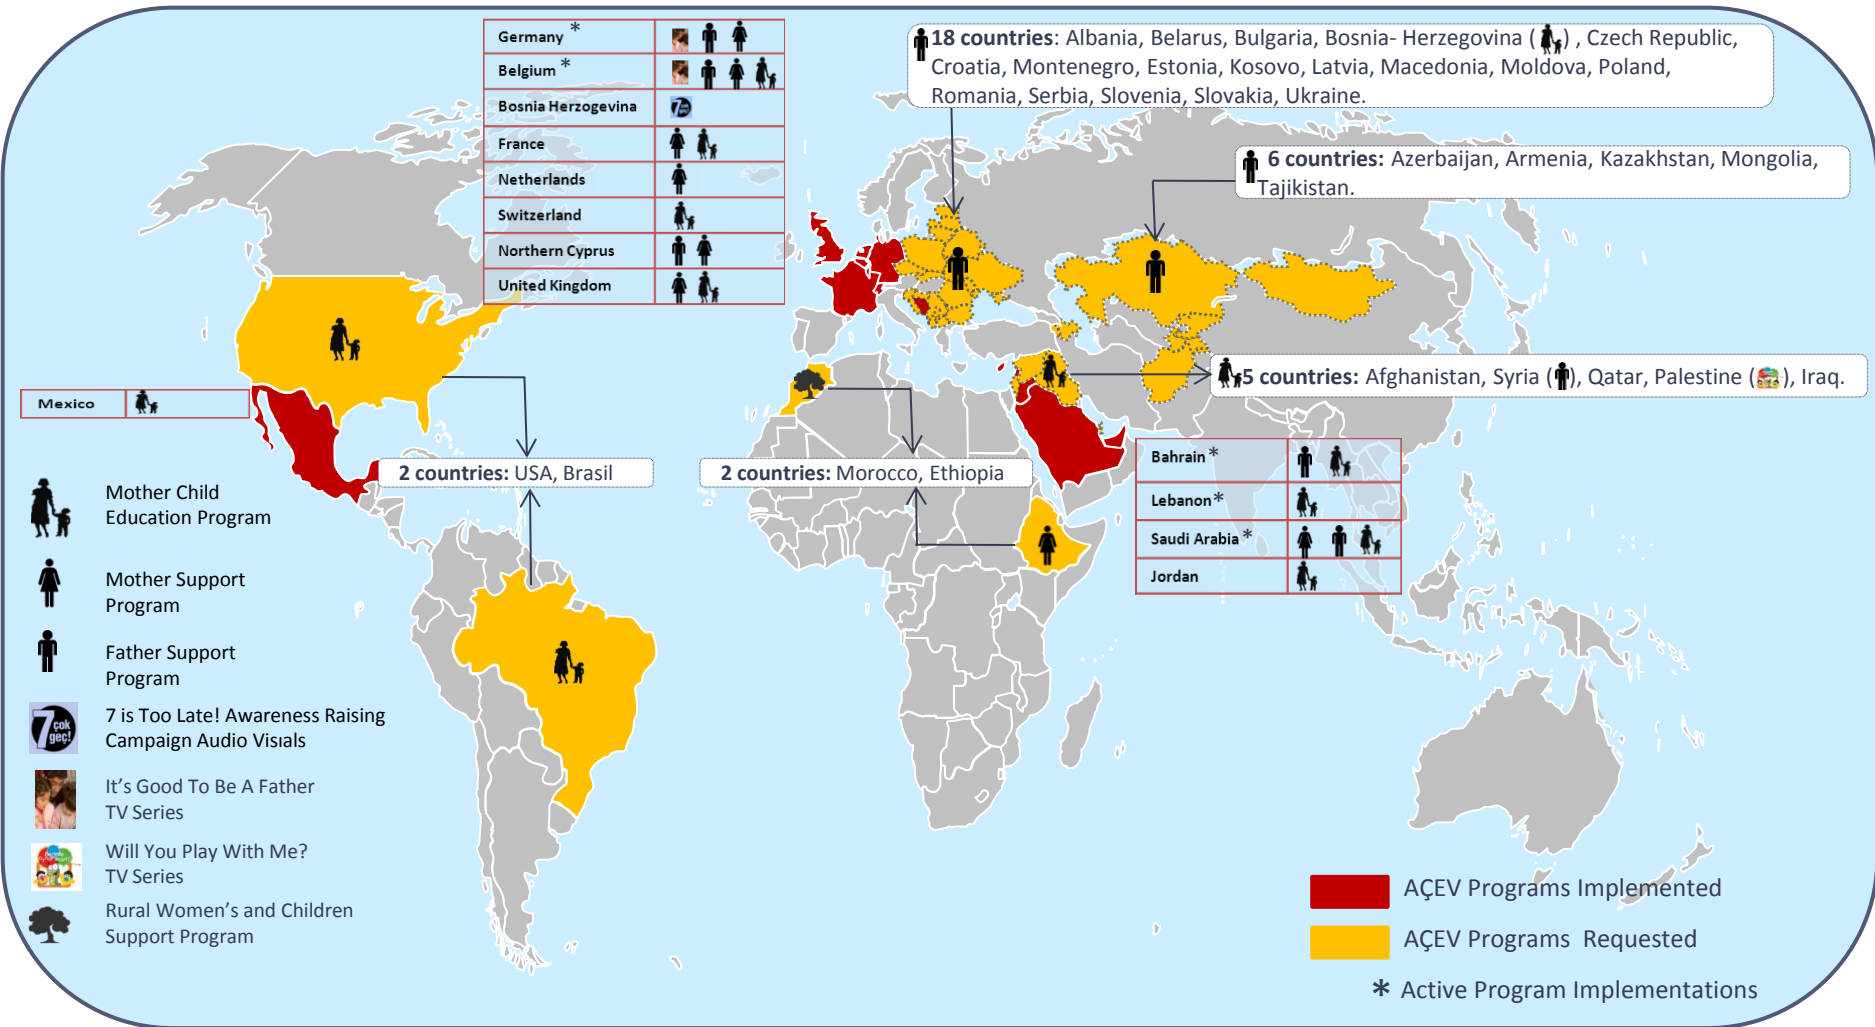 Germany *
Belgium *
Bosnia Herzogevina
France
Netherlands
Switzerland
Northern Cyprus
United Kingdom
18 countries: Albania, Belarus, Bulgaria, Bosnia- Herzegovina ( ) , Czech Republic,
Croatia, Montenegro, Estonia, Kosovo, Latvia, Macedonia, Moldova, Poland,
Romania, Serbia, Slovenia, Slovakia, Ukraine.
6 countries: Azerbaijan, Armenia, Kazakhstan, Mongolia,
Tajikistan.
5 countries: Afghanistan, Syria ( ), Qatar, Palestine ( ), Iraq.
Mexico
2 countries: USA, Brasil
2 countries: Morocco, Ethiopia
Bahrain *
Lebanon *
Saudi Arabia *
Jordan
Mother Child
Education Program
Mother Support
Program
Father Support
Program
7 çok
geç!
7 is Too Late! Awareness Raising
Campaign Audio Visıals
It's Good To Be A Father
TV Series
Will You Play With Me?
TV Series
Rural Women's and Children
Support Program
AÇEV Programs Implemented
AÇEV Programs Requested
* Active Program Implementations